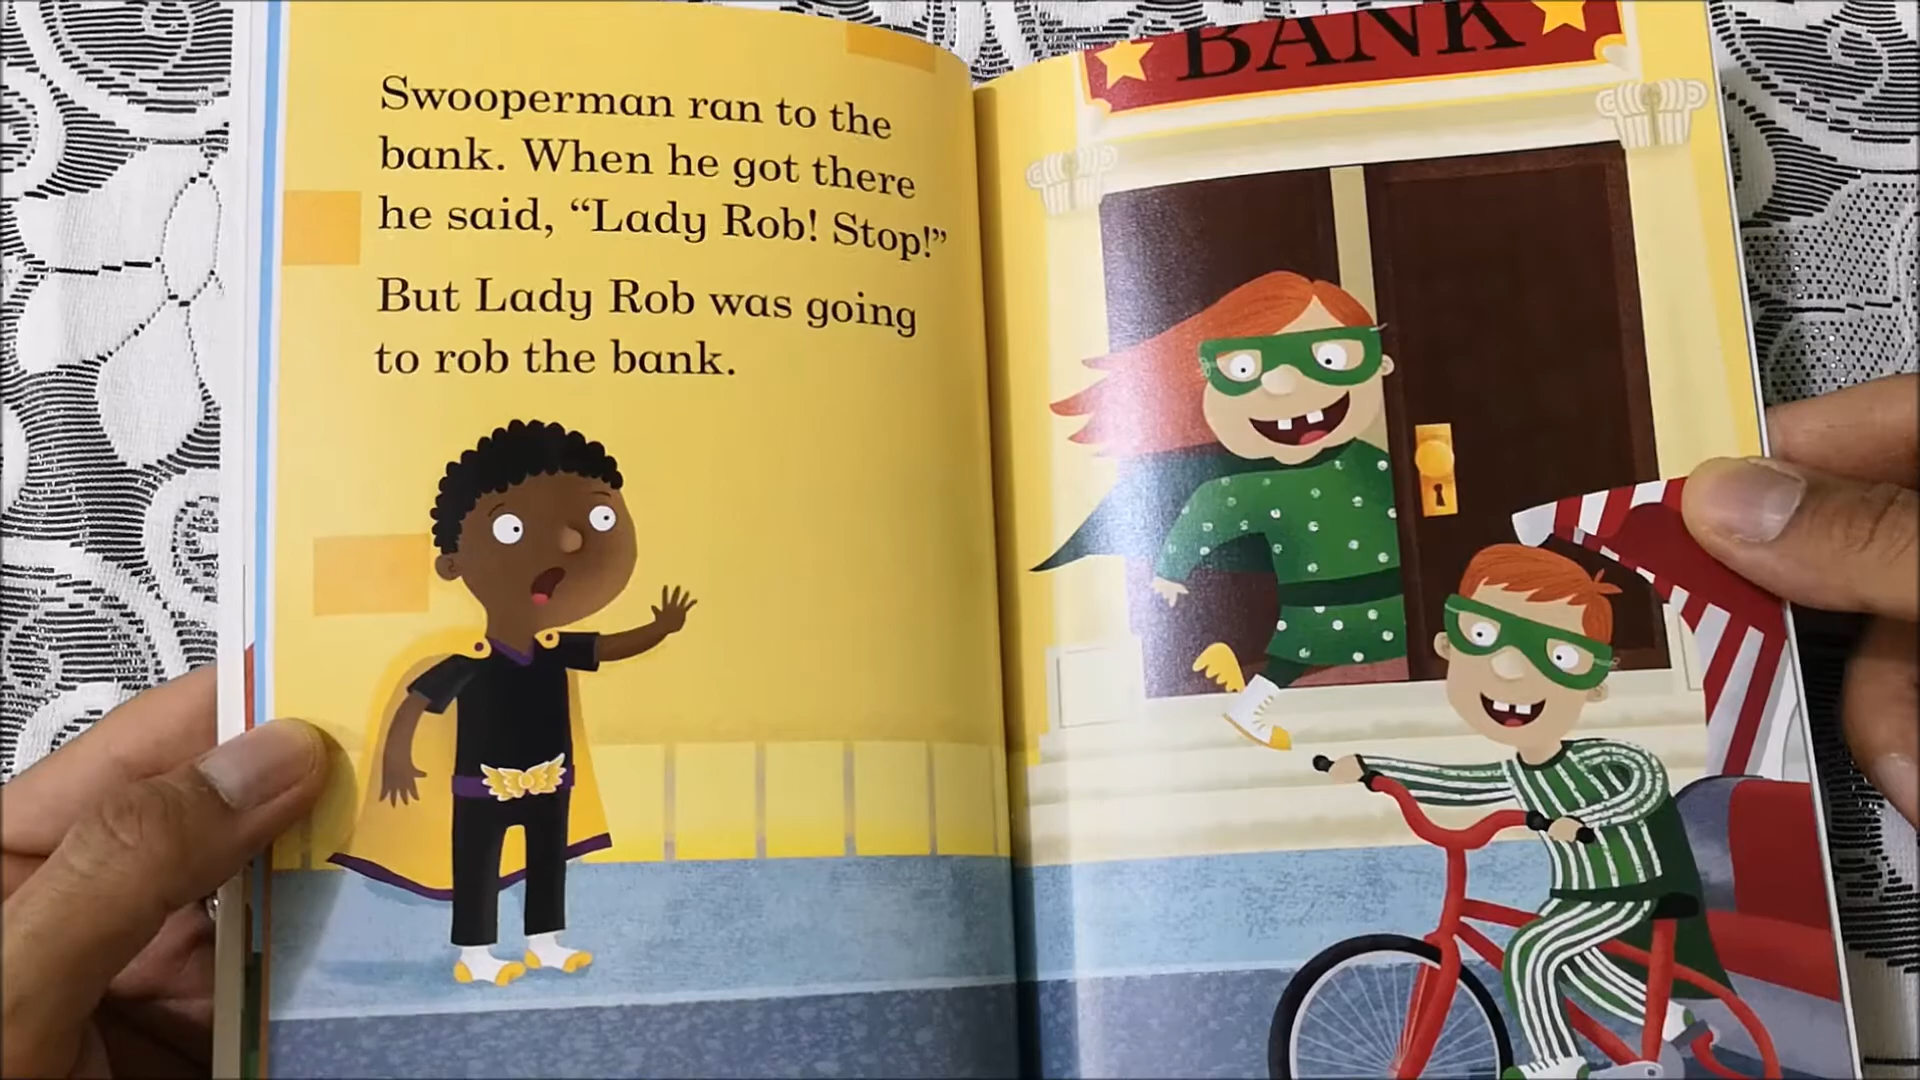 Swooperman ran to the
bank. When he got there
he said, “Lady Rob! Stop!”
But Lady Rob was going
to rob the bank.
BANK